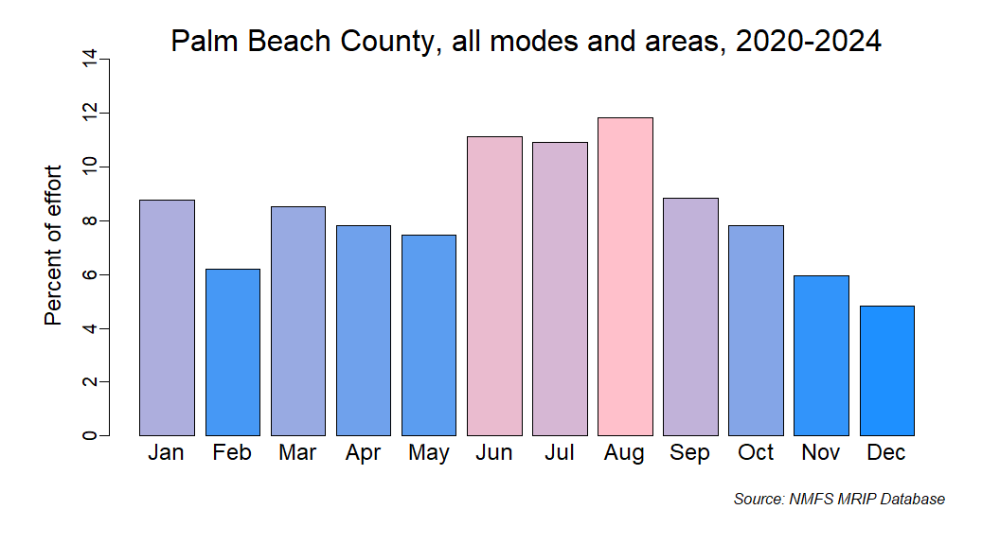 Palm Beach County, all modes and areas, 2020-2024
Percent of effort
14
12
10
8
6
4
2
0
Jan Feb Mar Apr May Jun Jul Aug Sep Oct Nov Dec
Source: NMFS MRIP Database